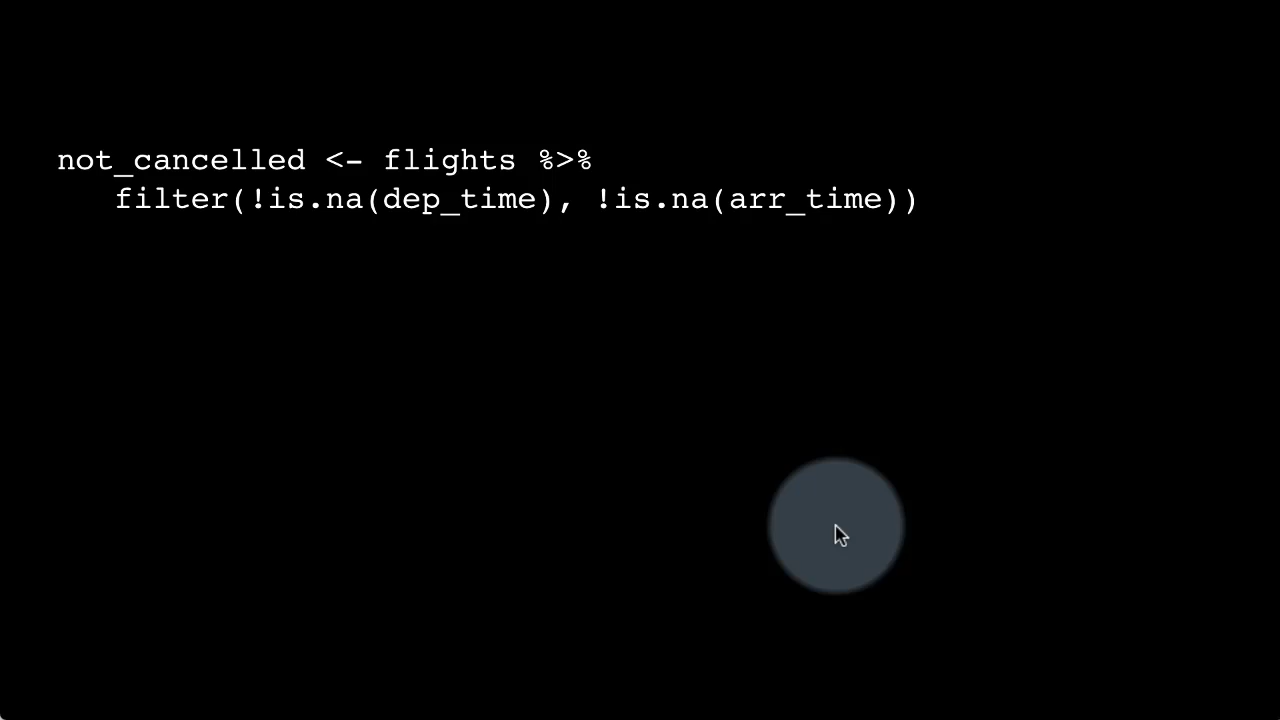 not_cancelled <- flights %>%
filter(!is.na(dep_time), !is.na(arr_time))